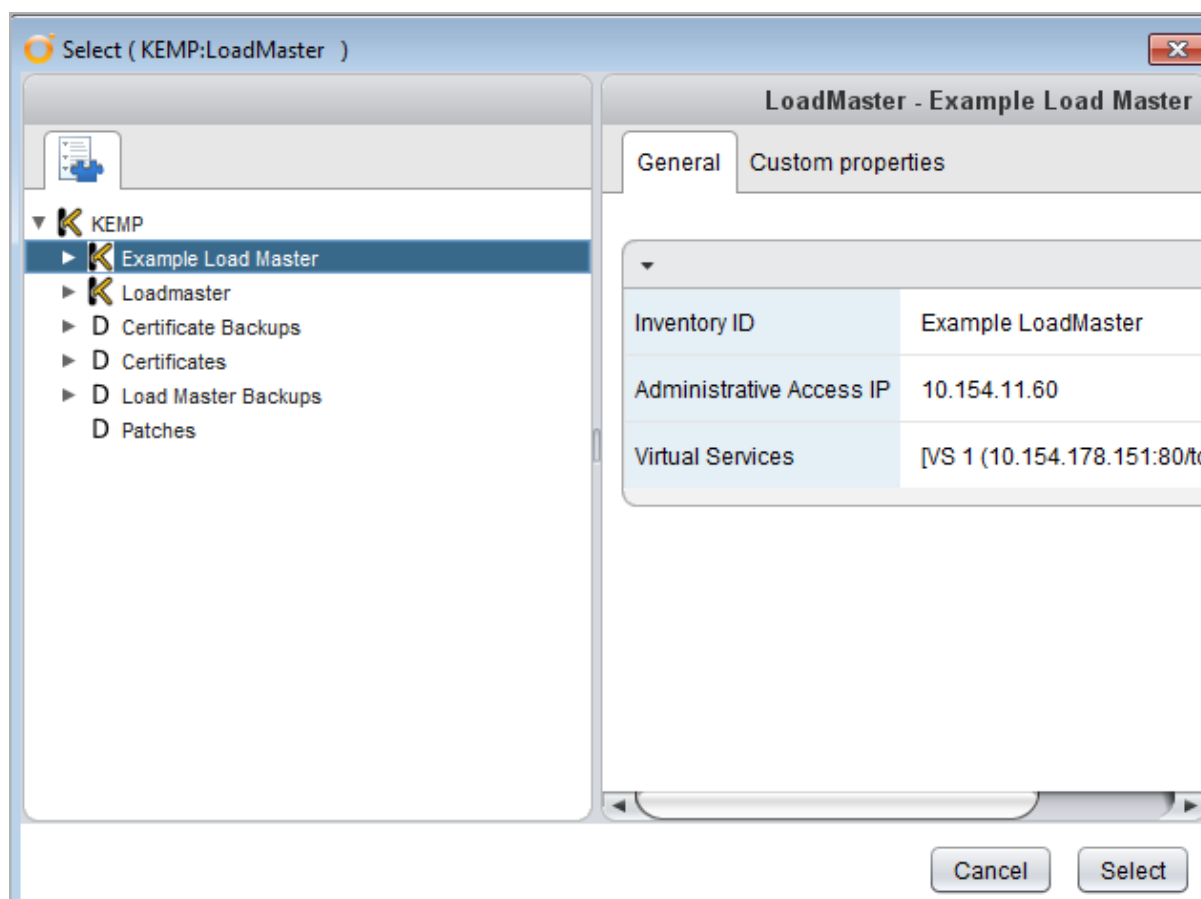 Select ( KEMP:LoadMaster )
LoadMaster - Example Load Master
General
Custom properties
KEMP
Example Load Master
Loadmaster
D Certificate Backups
D Certificates
D Load Master Backups
D Patches
Inventory ID
Example LoadMaster
Administrative Access IP
10.154.11.60
Virtual Services
[VS 1 (10.154.178.151:80/tc
Cancel
Select